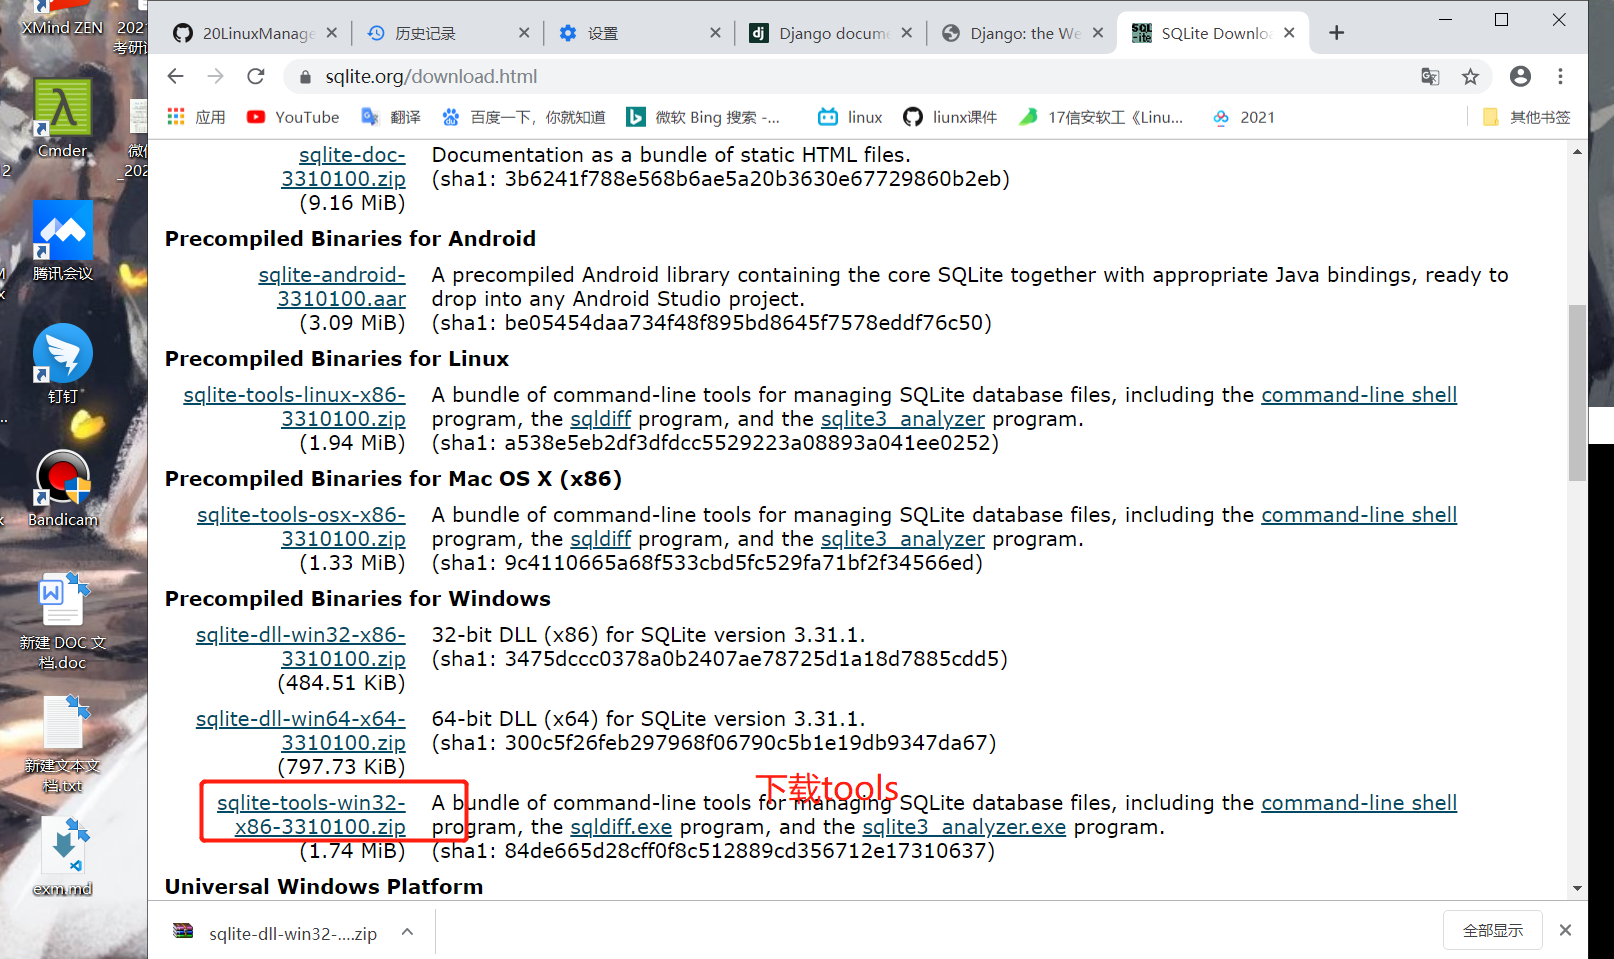 XMind ZEN
2021
考研
Cmder
微信
_202
2
腾讯会议
钉钉
Bandicam
新建 DOC 文
档.doc
新建文本文
档.txt
exm.md
20LinuxManage
历史记录
设置
Django docume
Django: the We
SQLite Downloa
sqlite.org/download.html
应用
YouTube
翻译
百度一下，你就知道
微软 Bing 搜索 -...
linux
liunx课件
17信安软工《Linu...
2021
其他书签
sqlite-doc-
3310100.zip
(9.16 MiB)
Documentation as a bundle of static HTML files.
(sha1: 3b6241f788e568b6ae5a20b3630e67729860b2eb)
Precompiled Binaries for Android
sqlite-android-
3310100.aar
(3.09 MiB)
A precompiled Android library containing the core SQLite together with appropriate Java bindings, ready to
drop into any Android Studio project.
(sha1: be05454daa734f48f895bd8645f7578eddf76c50)
Precompiled Binaries for Linux
sqlite-tools-linux-x86-
3310100.zip
(1.94 MiB)
A bundle of command-line tools for managing SQLite database files, including the command-line shell
program, the sqldiff program, and the sqlite3_analyzer program.
(sha1: a538e5eb2df3dfdcc5529223a08893a041ee0252)
Precompiled Binaries for Mac OS X (x86)
sqlite-tools-osx-x86-
3310100.zip
(1.33 MiB)
A bundle of command-line tools for managing SQLite database files, including the command-line shell
program, the sqldiff program, and the sqlite3_analyzer program.
(sha1: 9c4110665a68f533cbd5fc529fa71bf2f34566ed)
Precompiled Binaries for Windows
sqlite-dll-win32-x86-
3310100.zip
(484.51 KiB)
32-bit DLL (x86) for SQLite version 3.31.1.
(sha1: 3475dccc0378a0b2407ae78725d1a18d7885cdd5)
sqlite-dll-win64-x64-
3310100.zip
(797.73 KiB)
64-bit DLL (x64) for SQLite version 3.31.1.
(sha1: 300c5f26feb297968f06790c5b1e19db9347da67)
下载tools
sqlite-tools-win32-
x86-3310100.zip
(1.74 MiB)
A bundle of command-line tools for managing SQLite database files, including the command-line shell
program, the sqldiff.exe program, and the sqlite3_analyzer.exe program.
(sha1: 84de665d28cff0f8c512889cd356712e17310637)
Universal Windows Platform
sqlite-dll-win32-....zip
全部显示